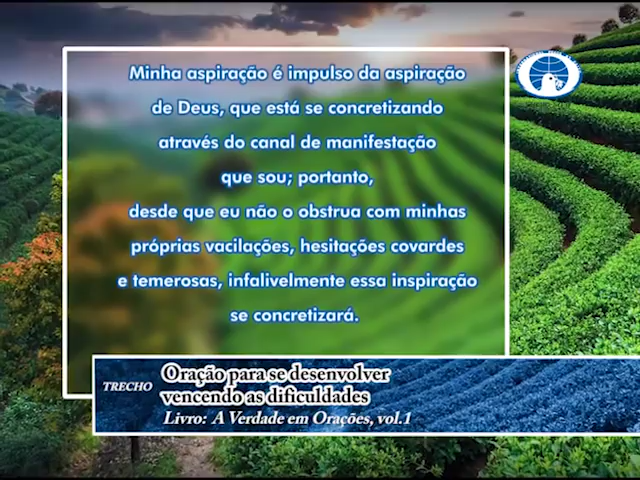 Minha aspiração é impulso da aspiração
de Deus, que está se concretizando
através do canal de manifestação
que sou; portanto,
desde que eu não o obstrua com minhas
próprias vacilações, hesitações covardes
e temerosas, infalivelmente essa inspiração
se concretizará.
TRECHO
Oração para se desenvolver
vencendo as dificuldades
Livro: A Verdade em Orações, vol.1